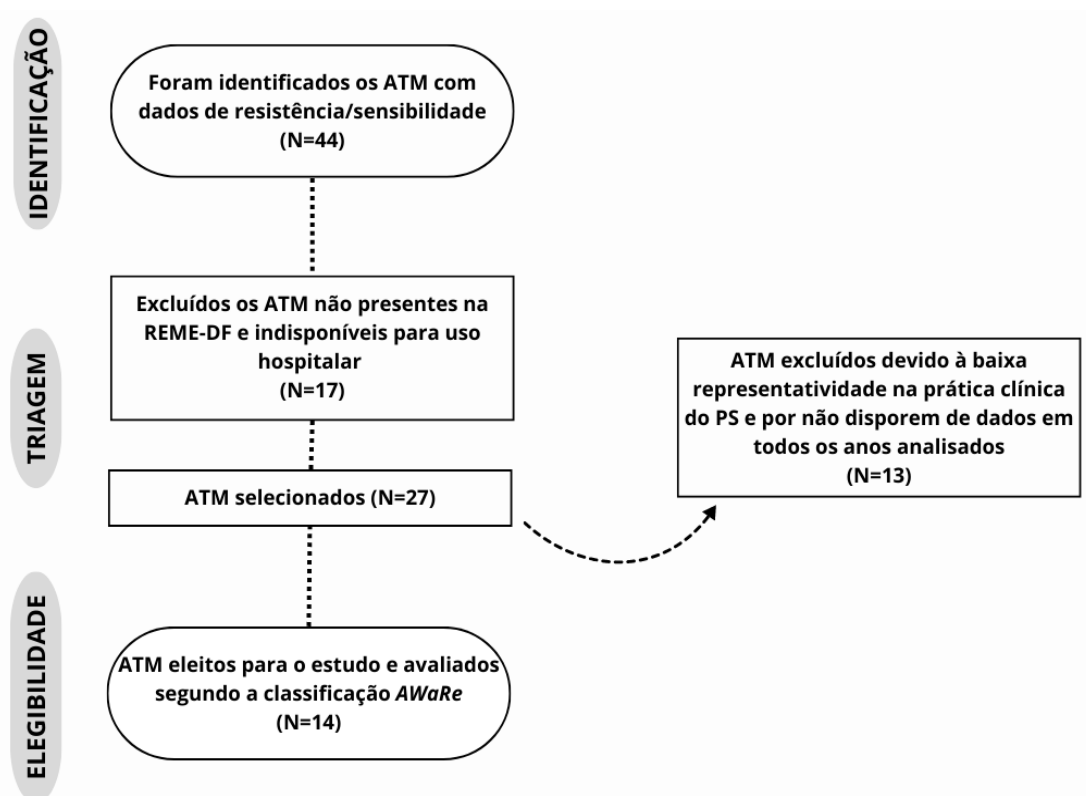 IDENTIFICAÇÃO
Foram identificados os ATM com
dados de resistência/sensibilidade
(N=44)
TRIAGEM
Excluídos os ATM não presentes na
REME-DF e indisponíveis para uso
hospitalar
(N=17)
ATM selecionados (N=27)
ATM excluídos devido à baixa
representatividade na prática clínica
do PS e por não disporem de dados em
todos os anos analisados
(N=13)
ELEGIBILIDADE
ATM eleitos para o estudo e avaliados
segundo a classificação AWaRe
(N=14)